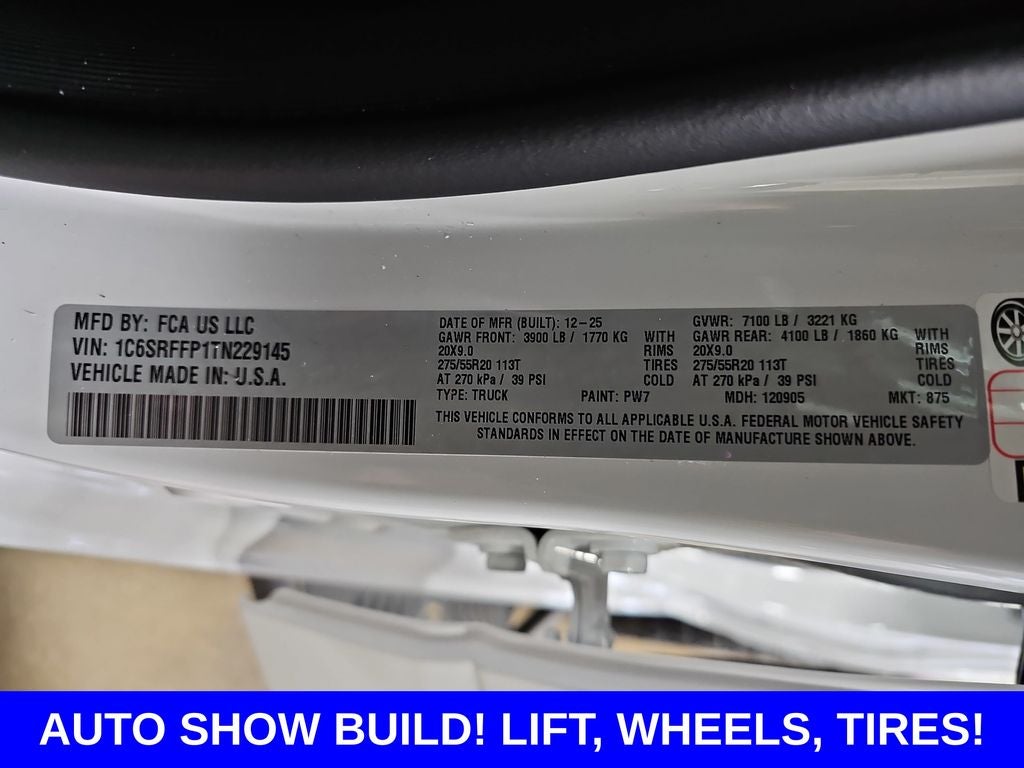 MFD BY: FCA US LLC
VIN: 1C6SRFFP1TN229145
VEHICLE MADE IN: U.S.A.
DATE OF MFR (BUILT): 12-25 GVWR: 7100 LB / 3221 KG
GAWR FRONT: 3900 LB / 1770 KG WITH GAWR REAR: 4100 LB / 1860 KG WITH
20X9.0 RIMS 20X9.0 RIMS
275/55R20 113T TIRES 275/55R20 113T TIRES
AT 270 kPa / 39 PSI COLD AT 270 kPa / 39 PSI COLD
TYPE: TRUCK PAINT: PW7 MDH: 120905 MKT: 875
THIS VEHICLE CONFORMS TO ALL APPLICABLE U.S.A. FEDERAL MOTOR VEHICLE SAFETY
STANDARDS IN EFFECT ON THE DATE OF MANUFACTURE SHOWN ABOVE.
AUTO SHOW BUILD! LIFT, WHEELS, TIRES!